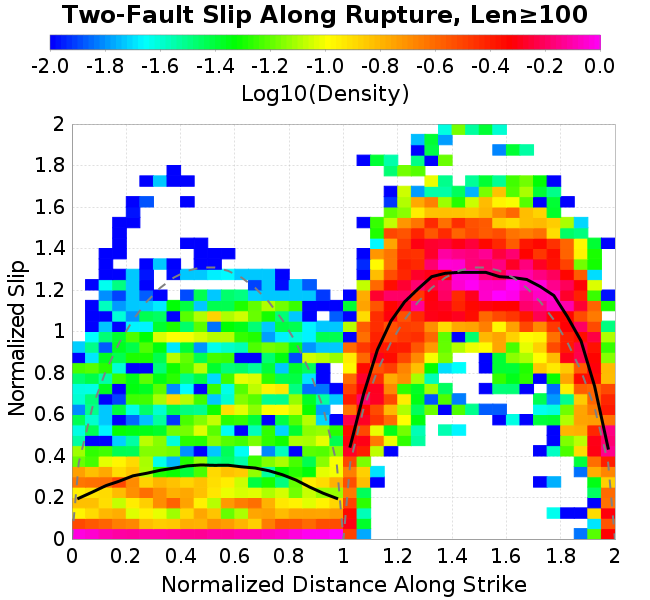 Two-Fault Slip Along Rupture, Len≥100
-2.0 -1.8 -1.6 -1.4 -1.2 -1.0 -0.8 -0.6 -0.4 -0.2 0.0
Log10(Density)
2
1.8
1.6
1.4
1.2
1
0.8
0.6
0.4
0.2
0
Normalized Slip
0 0.2 0.4 0.6 0.8 1 1.2 1.4 1.6 1.8 2
Normalized Distance Along Strike